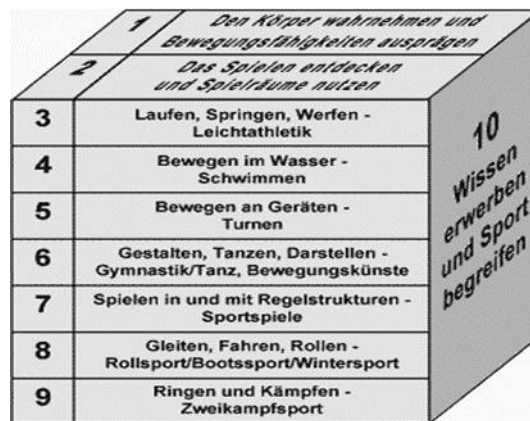 1 Den Körper wahrnehmen und
Bewegungsfähigkeiten ausprägen
2 Das Spielen entdecken
und Spielräume nutzen
3 Laufen, Springen, Werfen -
Leichtathletik
4 Bewegen im Wasser -
Schwimmen
5 Bewegen an Geräten -
Turnen
6 Gestalten, Tanzen, Darstellen -
Gymnastik/Tanz, Bewegungskünste
7 Spielen in und mit Regelstrukturen -
Sportspiele
8 Gleiten, Fahren, Rollen -
Rollsport/Bootssport/Wintersport
9 Ringen und Kämpfen -
Zweikampfsport
10
Wissen
erwerben
und Sport
begreifen